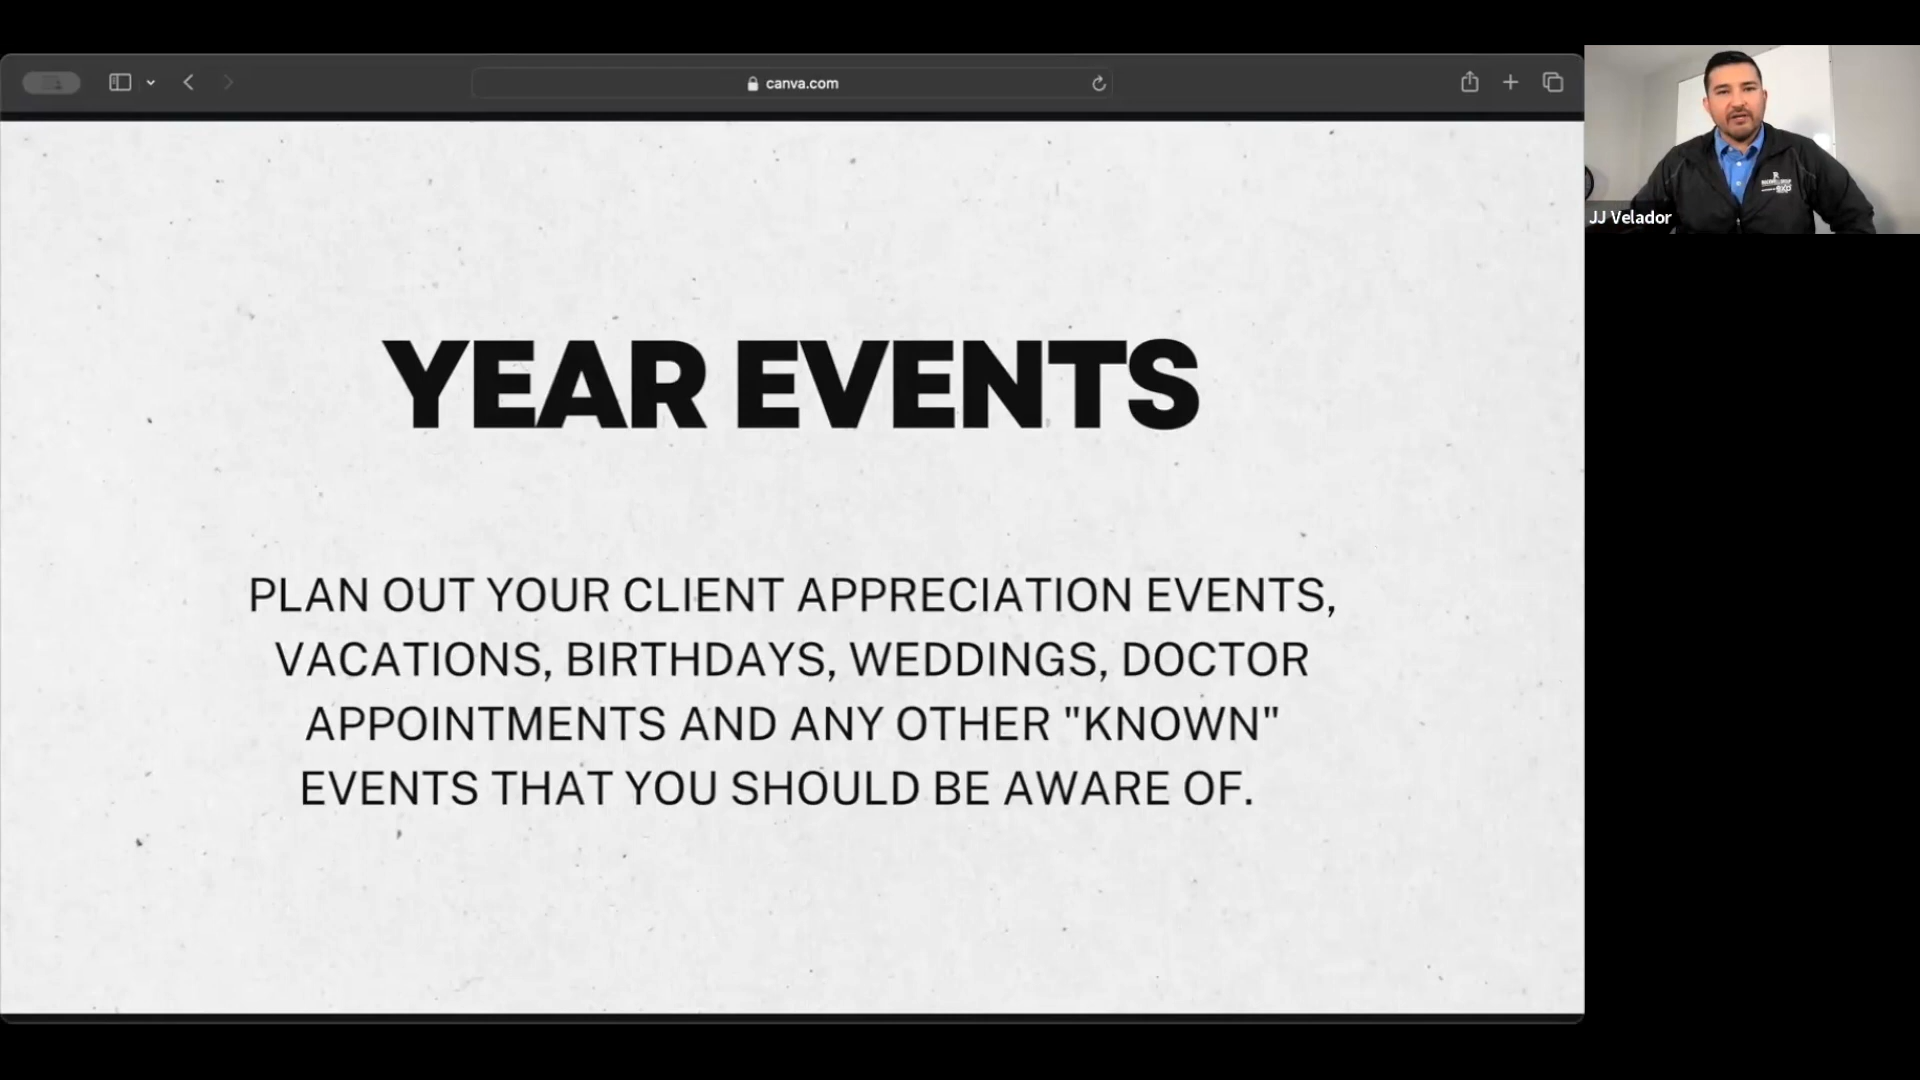 canva.com
YEAR EVENTS
PLAN OUT YOUR CLIENT APPRECIATION EVENTS,
VACATIONS, BIRTHDAYS, WEDDINGS, DOCTOR
APPOINTMENTS AND ANY OTHER "KNOWN"
EVENTS THAT YOU SHOULD BE AWARE OF.
JJ Velador
exp